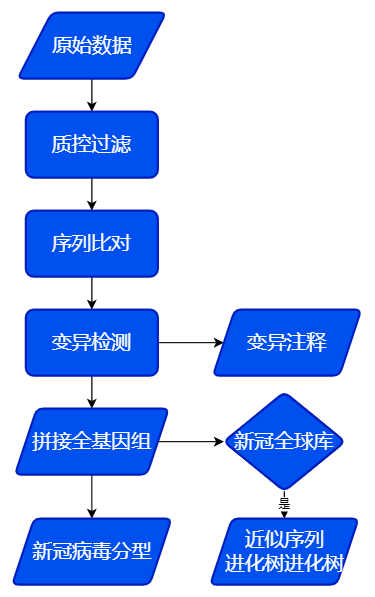 原始数据
质控过滤
序列比对
变异检测
变异注释
拼接全基因组
新冠全球库
是
新冠病毒分型
近似序列
进化树进化树